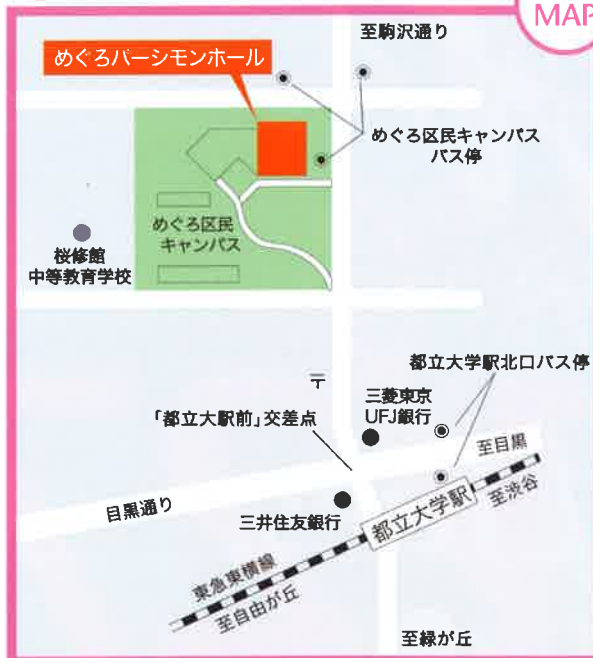 MAP
至駒沢通り
めぐろパーシモンホール
めぐろ区民キャンパス
バス停
めぐろ区民
キャンパス
桜修館
中等教育学校
都立大学駅北口バス停
〒
三菱東京
UFJ銀行
「都立大駅前」交差点
至目黒
目黒通り
三井住友銀行
都立大学駅
至渋谷
東急東横線
至自由が丘
至緑が丘